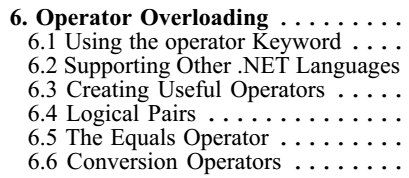 6. Operator Overloading . . . . . . . . .
6.1 Using the operator Keyword . . . .
6.2 Supporting Other .NET Languages
6.3 Creating Useful Operators . . . . .
6.4 Logical Pairs . . . . . . . . . . . . . .
6.5 The Equals Operator . . . . . . . . .
6.6 Conversion Operators . . . . . . . .